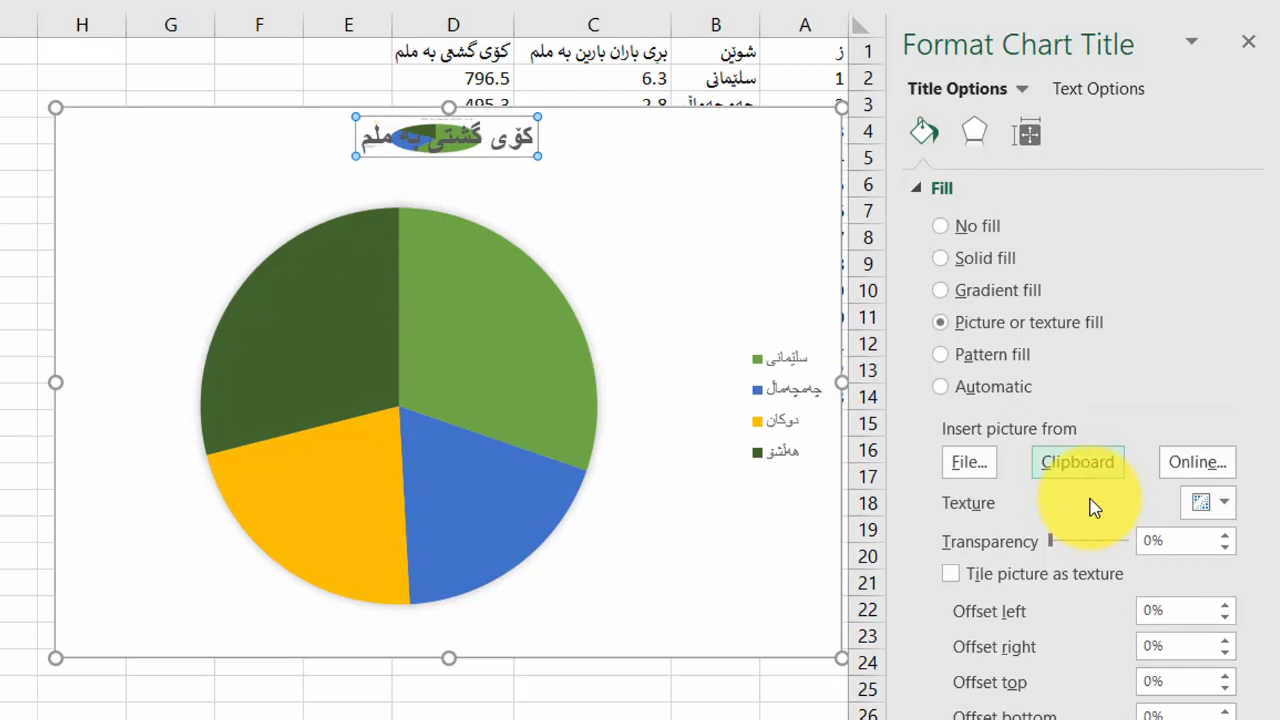 H G F E D C B A
1 ز شوێن بڕی باران بارین بە ملم کۆی گشتی بە ملم
2 1 سلێمانی 6.3 796.5
3
4
5
6
7
8
9
10
11
12
13
14
15
16
17
18
19
20
21
22
23
24
25
26
کۆی گشتی بە ملم
سلێمانی
چەمچەماڵ
دوکان
هەڵشۆ
Format Chart Title
Title Options Text Options
Fill
No fill
Solid fill
Gradient fill
Picture or texture fill
Pattern fill
Automatic
Insert picture from
File... Clipboard Online...
Texture
Transparency 0%
Tile picture as texture
Offset left 0%
Offset right 0%
Offset top 0%
Offset bottom 0%